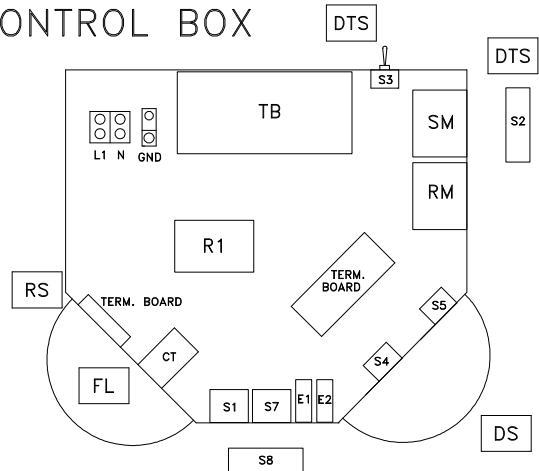 ONTROL BOX
DTS
DTS
S3
TB
SM
S2
L1 N GND
RM
R1
TERM.
BOARD
RS
TERM. BOARD
S5
CT
S4
FL
S1
S7
E1
E2
DS
S8